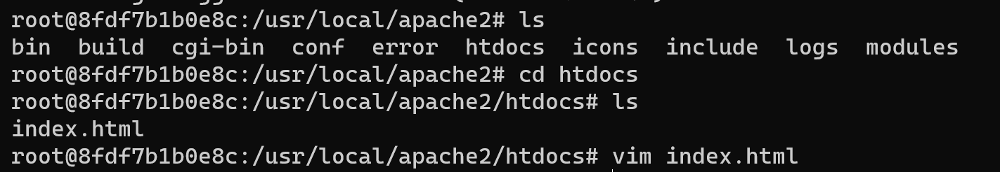 root@8fdf7b1b0e8c:/usr/local/apache2# ls
bin  build  cgi-bin  conf  error  htdocs  icons  include  logs  modules
root@8fdf7b1b0e8c:/usr/local/apache2# cd htdocs
root@8fdf7b1b0e8c:/usr/local/apache2/htdocs# ls
index.html
root@8fdf7b1b0e8c:/usr/local/apache2/htdocs# vim index.html